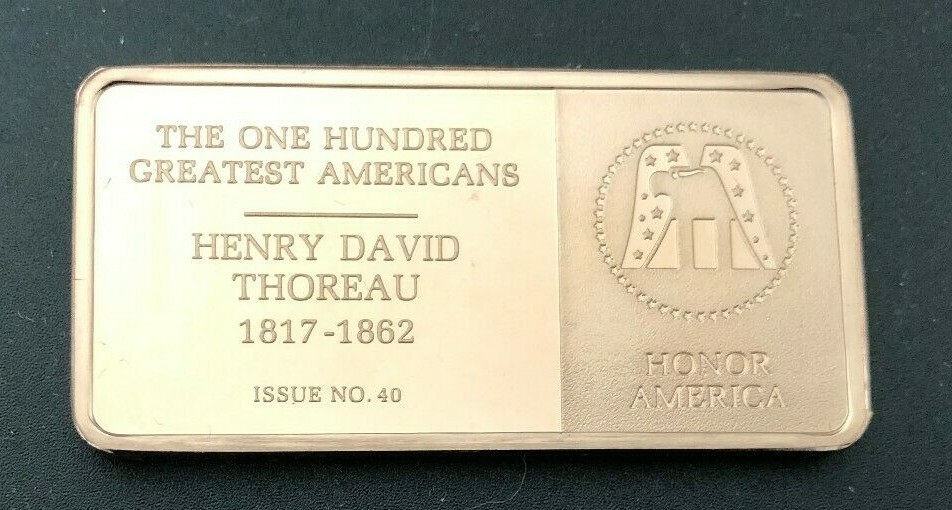 THE ONE HUNDRED
GREATEST AMERICANS
HENRY DAVID
THOREAU
1817-1862
ISSUE NO. 40
HONOR
AMERICA